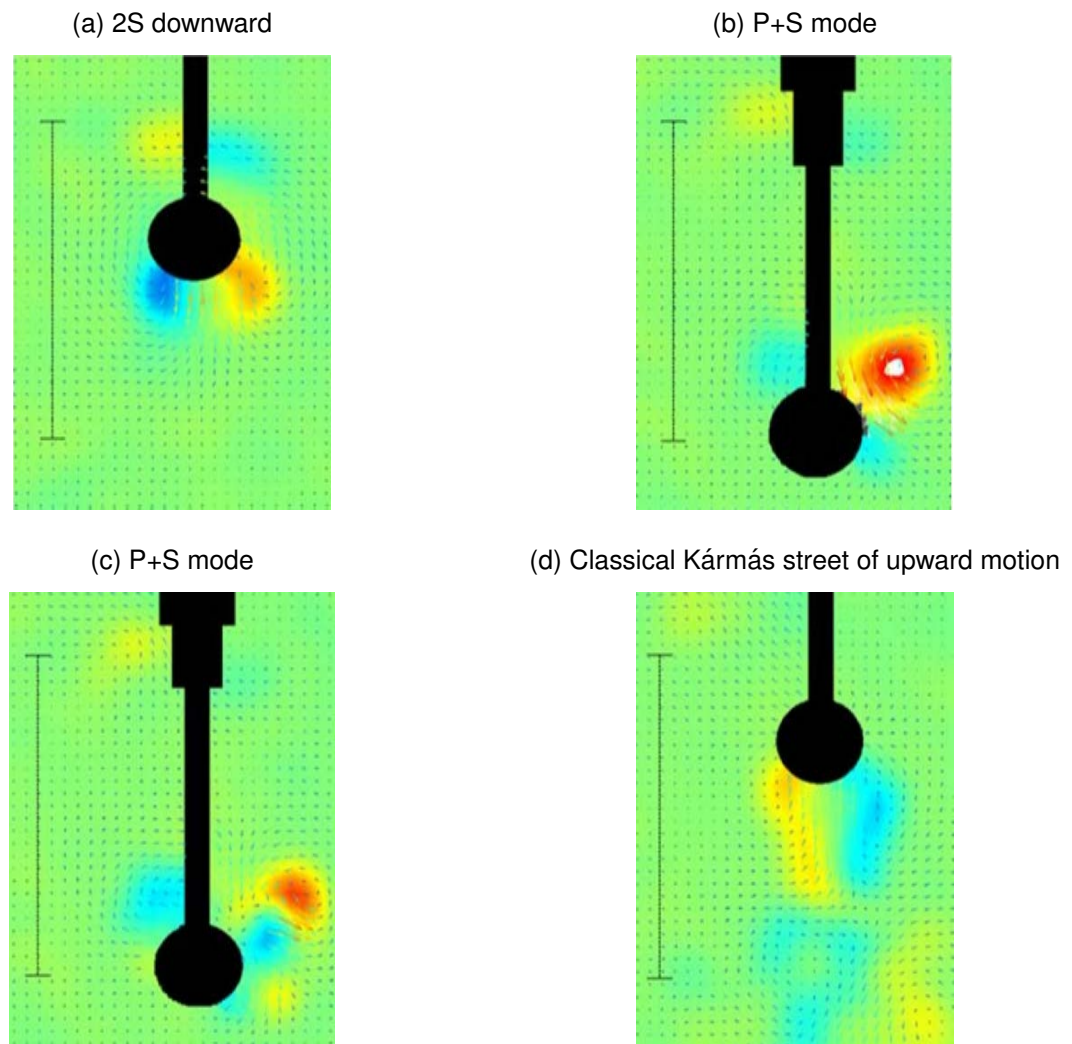 (a) 2S downward
(b) P+S mode
(c) P+S mode
(d) Classical Kármás street of upward motion